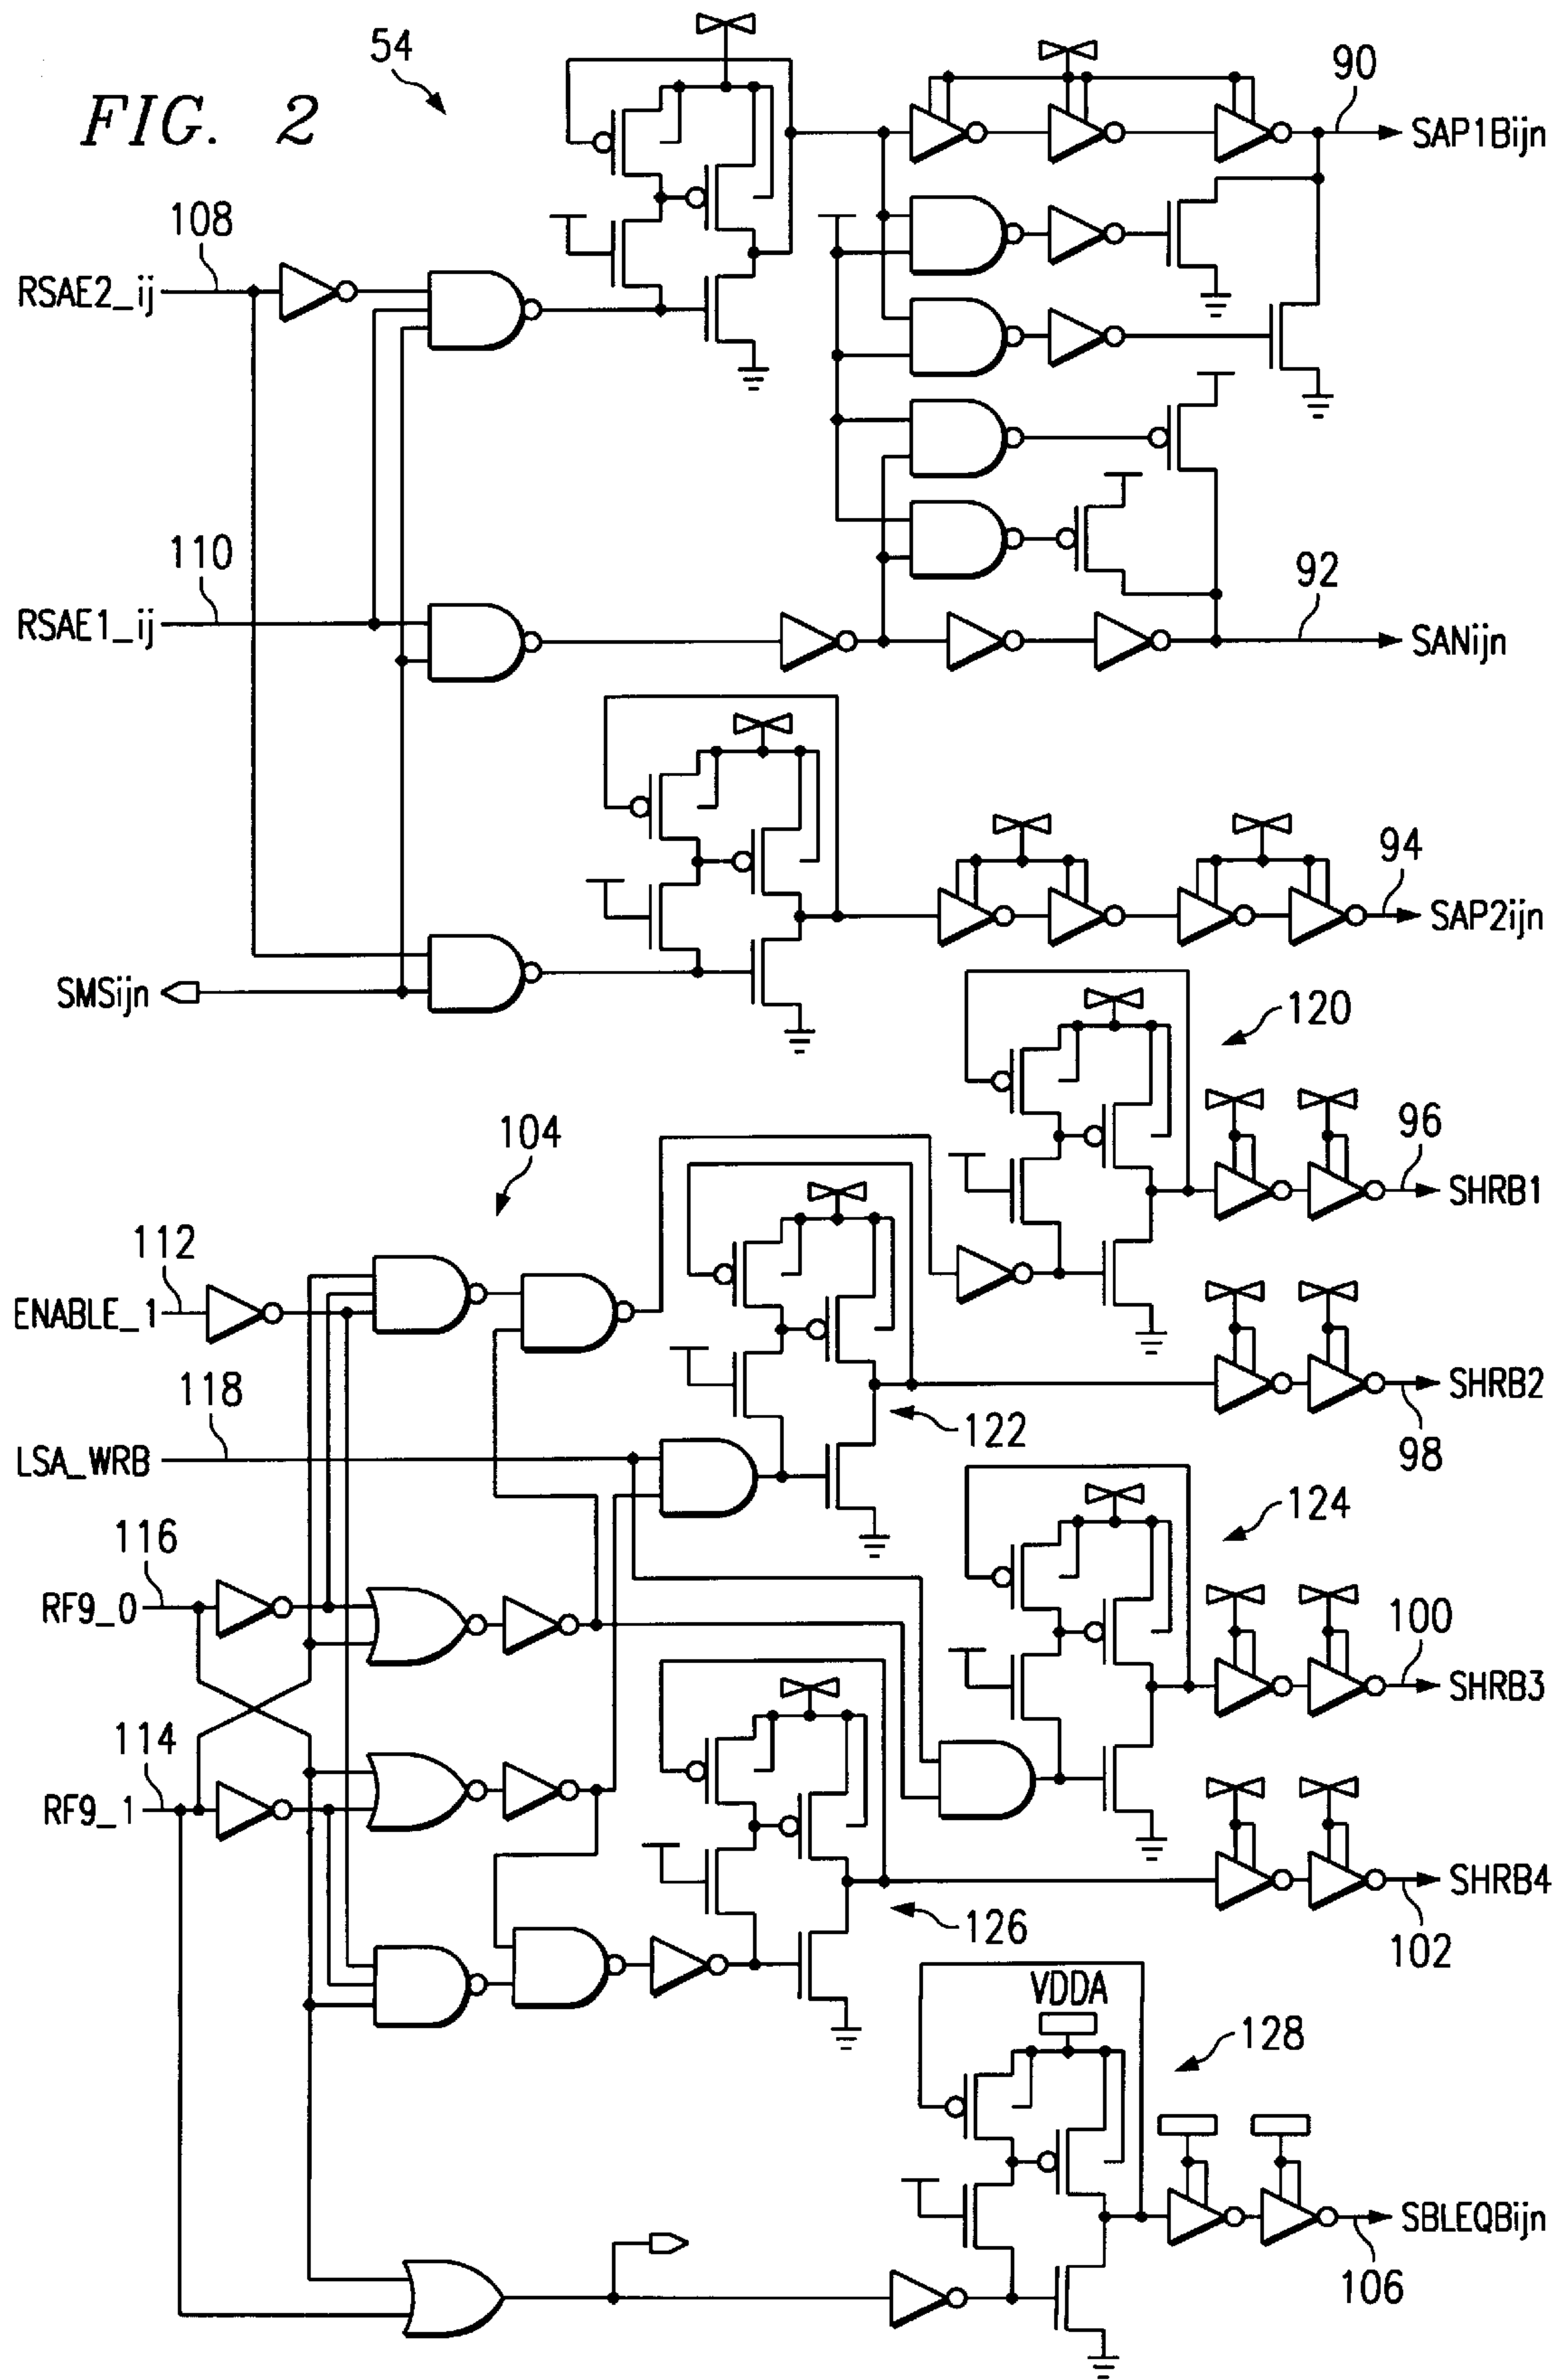 FIG. 2
54
90
SAP1Bijn
108
RSAE2_ij
110
RSAE1_ij
92
SANijn
94
SAP2ijn
SMSijn
120
104
96
SHRB1
112
ENABLE_1
118
122
98
SHRB2
LSA_WRB
124
116
RF9_0
100
SHRB3
114
RF9_1
126
102
SHRB4
VDDA
128
106
SBLEQBijn